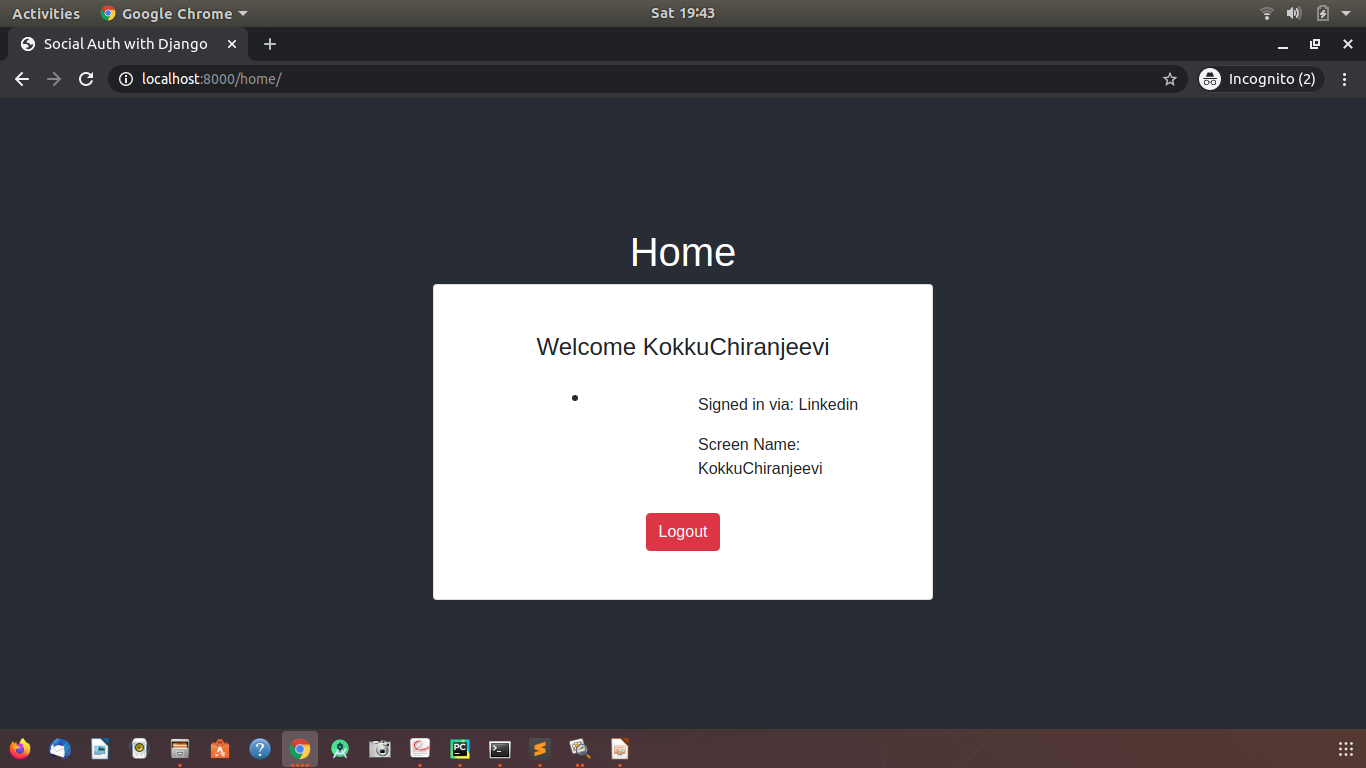 Activities
Google Chrome
Sat 19:43
Social Auth with Django
localhost:8000/home/
Incognito (2)
Home
Welcome KokkuChiranjeevi
Signed in via: Linkedin
Screen Name:
KokkuChiranjeevi
Logout
PC